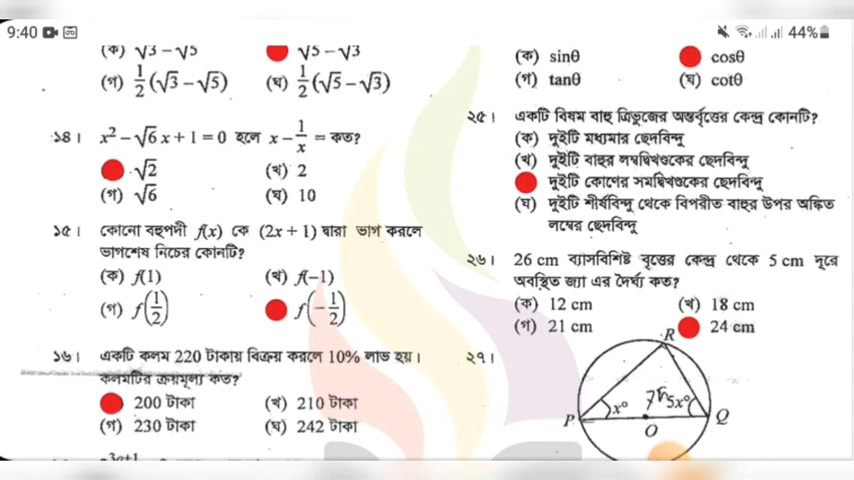 9:40
44%
(ক) √3 – √5
√5 – √3
(গ) 1/2 (√3 – √5)
(ঘ) 1/2 (√5 – √3)
১৪। x² – √6 x + 1 = 0 হলে x – 1/x = কত?
√2
(খ) 2
(গ) √6
(ঘ) 10
১৫। কোনো বহুপদী f(x) কে (2x + 1) দ্বারা ভাগ করলে
ভাগশেষ নিচের কোনটি?
(ক) f(1)
(খ) f(–1)
(গ) f(1/2)
f(–1/2)
১৬। একটি কলম 220 টাকায় বিক্রয় করলে 10% লাভ হয়।
কলমটির ক্রয়মূল্য কত?
200 টাকা
(খ) 210 টাকা
(গ) 230 টাকা
(ঘ) 242 টাকা
(ক) sinθ
cosθ
(গ) tanθ
(ঘ) cotθ
২৫। একটি বিষম বাহু ত্রিভুজের অন্তর্বৃত্তের কেন্দ্র কোনটি?
(ক) দুইটি মধ্যমার ছেদবিন্দু
(খ) দুইটি বাহুর লম্বদ্বিখণ্ডকের ছেদবিন্দু
দুইটি কোণের সমদ্বিখণ্ডকের ছেদবিন্দু
(ঘ) দুইটি শীর্ষবিন্দু থেকে বিপরীত বাহুর উপর অঙ্কিত
লম্বের ছেদবিন্দু
২৬। 26 cm ব্যাসবিশিষ্ট বৃত্তের কেন্দ্র থেকে 5 cm দূরে
অবস্থিত জ্যা এর দৈর্ঘ্য কত?
(ক) 12 cm
(খ) 18 cm
(গ) 21 cm
24 cm
২৭।
R
x°
5x°
P
Q
O